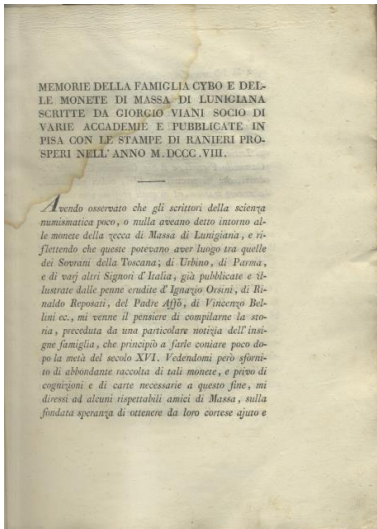 MEMORIE DELLA FAMIGLIA CYBO E DEL-
LE MONETE DI MASSA DI LUNIGIANA
SCRITTE DA GIORGIO VIANI SOCIO DI
VARIE ACCADEMIE E PUBBLICATE IN
PISA CON LE STAMPE DI RANIERI PRO-
SPERI NELL' ANNO M.DCCC.VIII.
Avendo osservato che gli scrittori della scienza
numismatica poco, o nulla aveano detto intorno al-
le monete della zecca di Massa di Lunigiana, e ri-
flettendo che queste potevano aver luogo tra quelle
dei Sovrani della Toscana; di Urbino, di Parma,
e di varj altri Signori d'Italia, già pubblicate e il-
lustrate dalle penne erudite d'Ignazio Orsini, di Ri-
naldo Reposati, del Padre Affò, di Vincenzo Bel-
lini ec., mi venne il pensiere di compilarne la sto-
ria, preceduta da una particolare notizia dell'insi-
gne famiglia, che principiò a farle coniare poco do-
po la metà del secolo XVI. Vedendomi però sforni-
to di abbondante raccolta di tali monete, e privo di
cognizioni e di carte necessarie a questo fine, mi
diressi ad alcuni rispettabili amici di Massa, sulla
fondata speranza di ottenere da loro cortese ajuto e